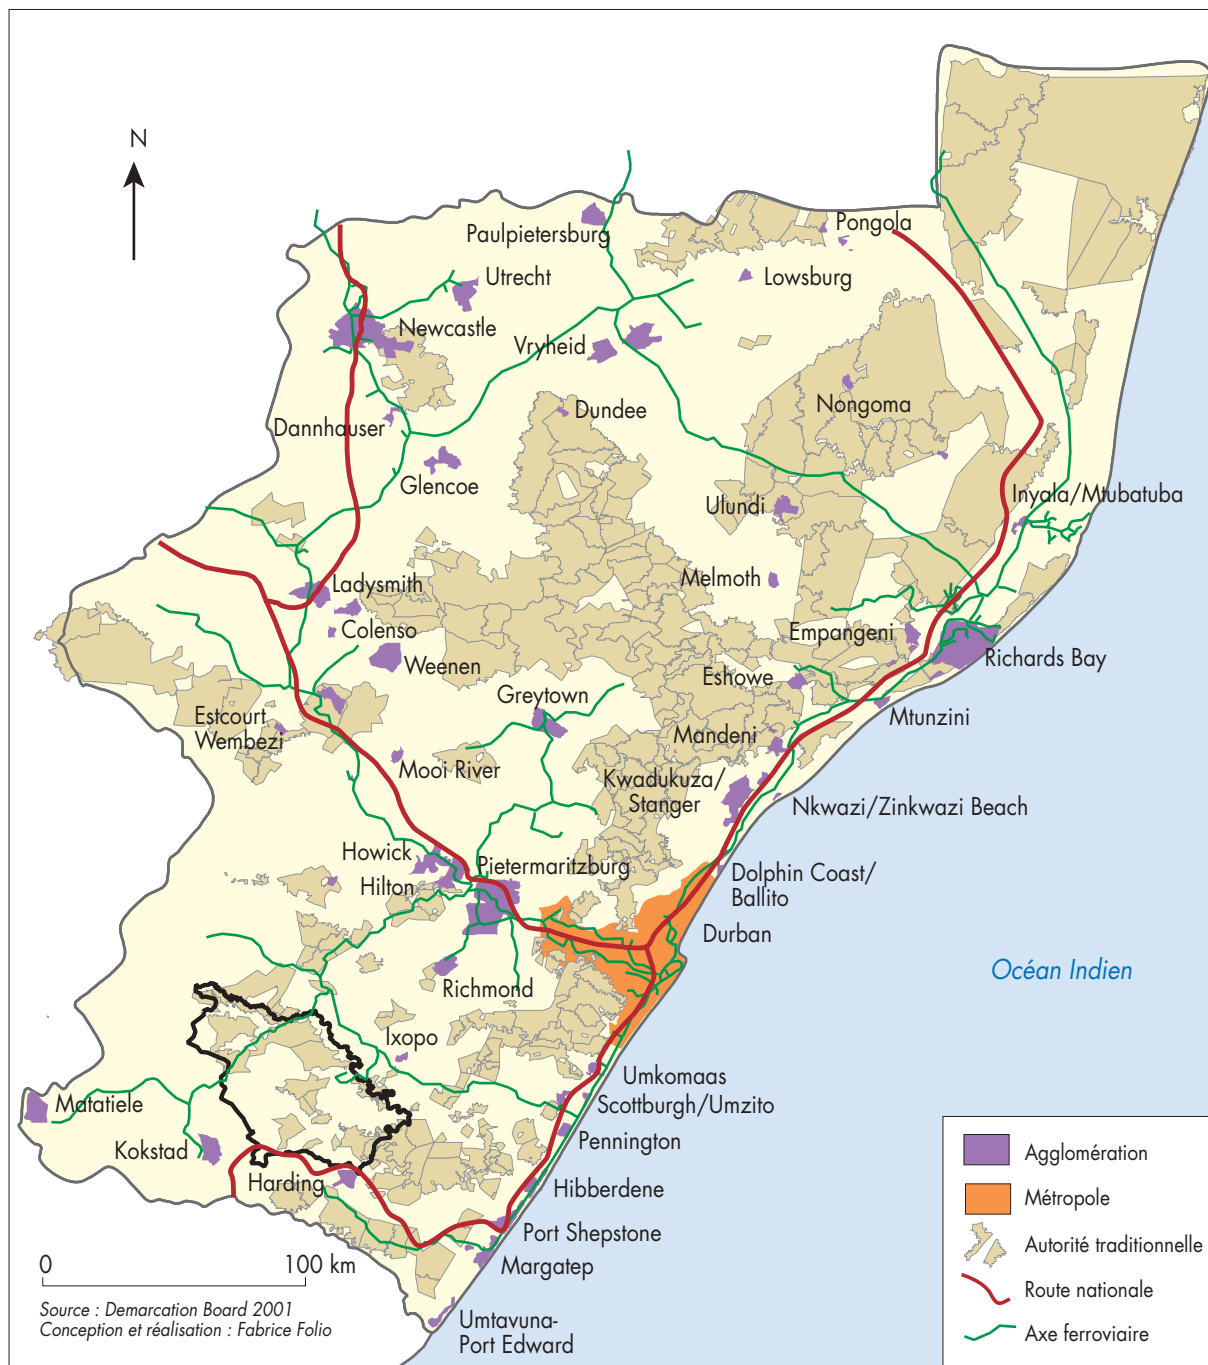 N
Paulpietersburg
Pongola
Utrecht
Lowsburg
Newcastle
Vryheid
Nongoma
Dundee
Dannhauser
Glencoe
Ulundi
Inyala/Mtubatuba
Ladysmith
Melmoth
Colenso
Empangeni
Weenen
Richards Bay
Eshowe
Greytown
Mtunzini
Estcourt
Wembezi
Mandeni
Mooi River
Kwadukuza/
Stanger
Nkwazi/Zinkwazi Beach
Howick
Pietermaritzburg
Hilton
Dolphin Coast/
Ballito
Durban
Océan Indien
Richmond
Ixopo
Umkomaas
Matatiele
Scottburgh/Umzito
Kokstad
Pennington
Harding
Hibberdene
Port Shepstone
Margatep
Umtavuna-
Port Edward
0 100 km
Source : Demarcation Board 2001
Conception et réalisation : Fabrice Folio
Agglomération
Métropole
Autorité traditionnelle
Route nationale
Axe ferroviaire